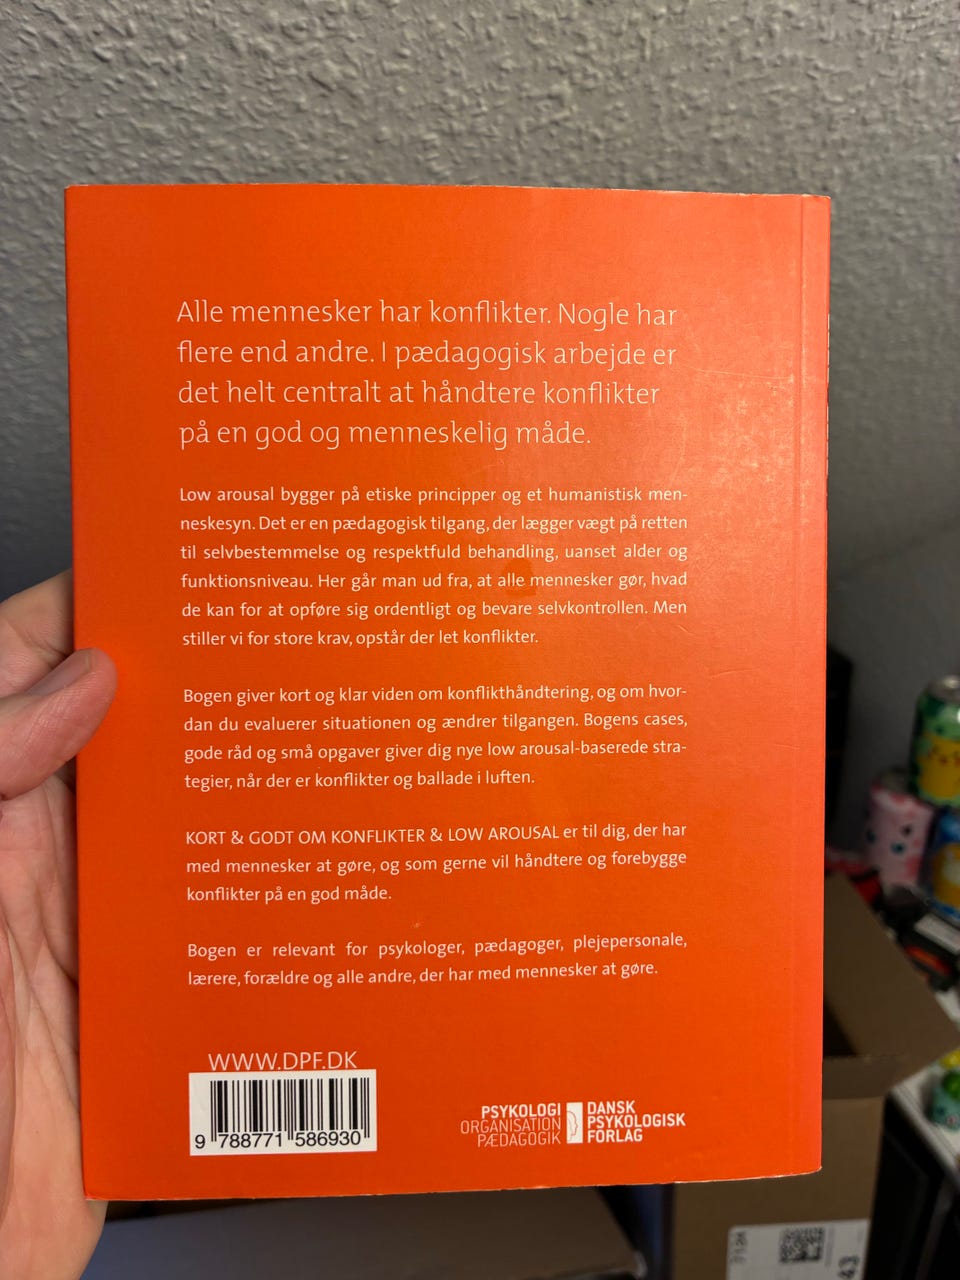 Alle mennesker har konflikter. Nogle har
flere end andre. I pædagogisk arbejde er
det helt centralt at håndtere konflikter
på en god og menneskelig måde.
Low arousal bygger på etiske principper og et humanistisk men-
neskesyn. Det er en pædagogisk tilgang, der lægger vægt på retten
til selvbestemmelse og respektfuld behandling, uanset alder og
funktionsniveau. Her går man ud fra, at alle mennesker gør, hvad
de kan for at opføre sig ordentligt og bevare selvkontrollen. Men
stiller vi for store krav, opstår der let konflikter.
Bogen giver kort og klar viden om konflikthåndtering, og om hvor-
dan du evaluerer situationen og ændrer tilgangen. Bogens cases,
gode råd og små opgaver giver dig nye low arousal-baserede stra-
tegier, når der er konflikter og ballade i luften.
KORT & GODT OM KONFLIKTER & LOW AROUSAL er til dig, der har
med mennesker at gøre, og som gerne vil håndtere og forebygge
konflikter på en god måde.
Bogen er relevant for psykologer, pædagoger, plejepersonale,
lærere, forældre og alle andre, der har med mennesker at gøre.
WWW.DPF.DK
9 788771 586930
PSYKOLOGI
ORGANISATION
PÆDAGOGIK
DANSK
PSYKOLOGISK
FORLAG
43